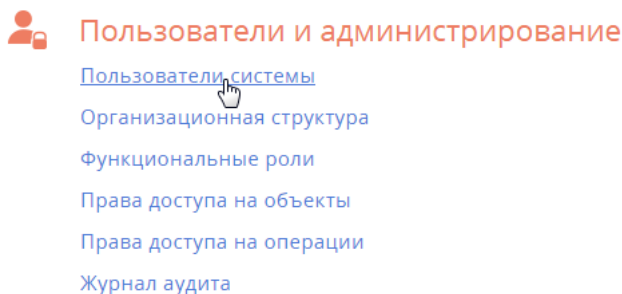 Пользователи и администрирование
Пользователи системы
Организационная структура
Функциональные роли
Права доступа на объекты
Права доступа на операции
Журнал аудита